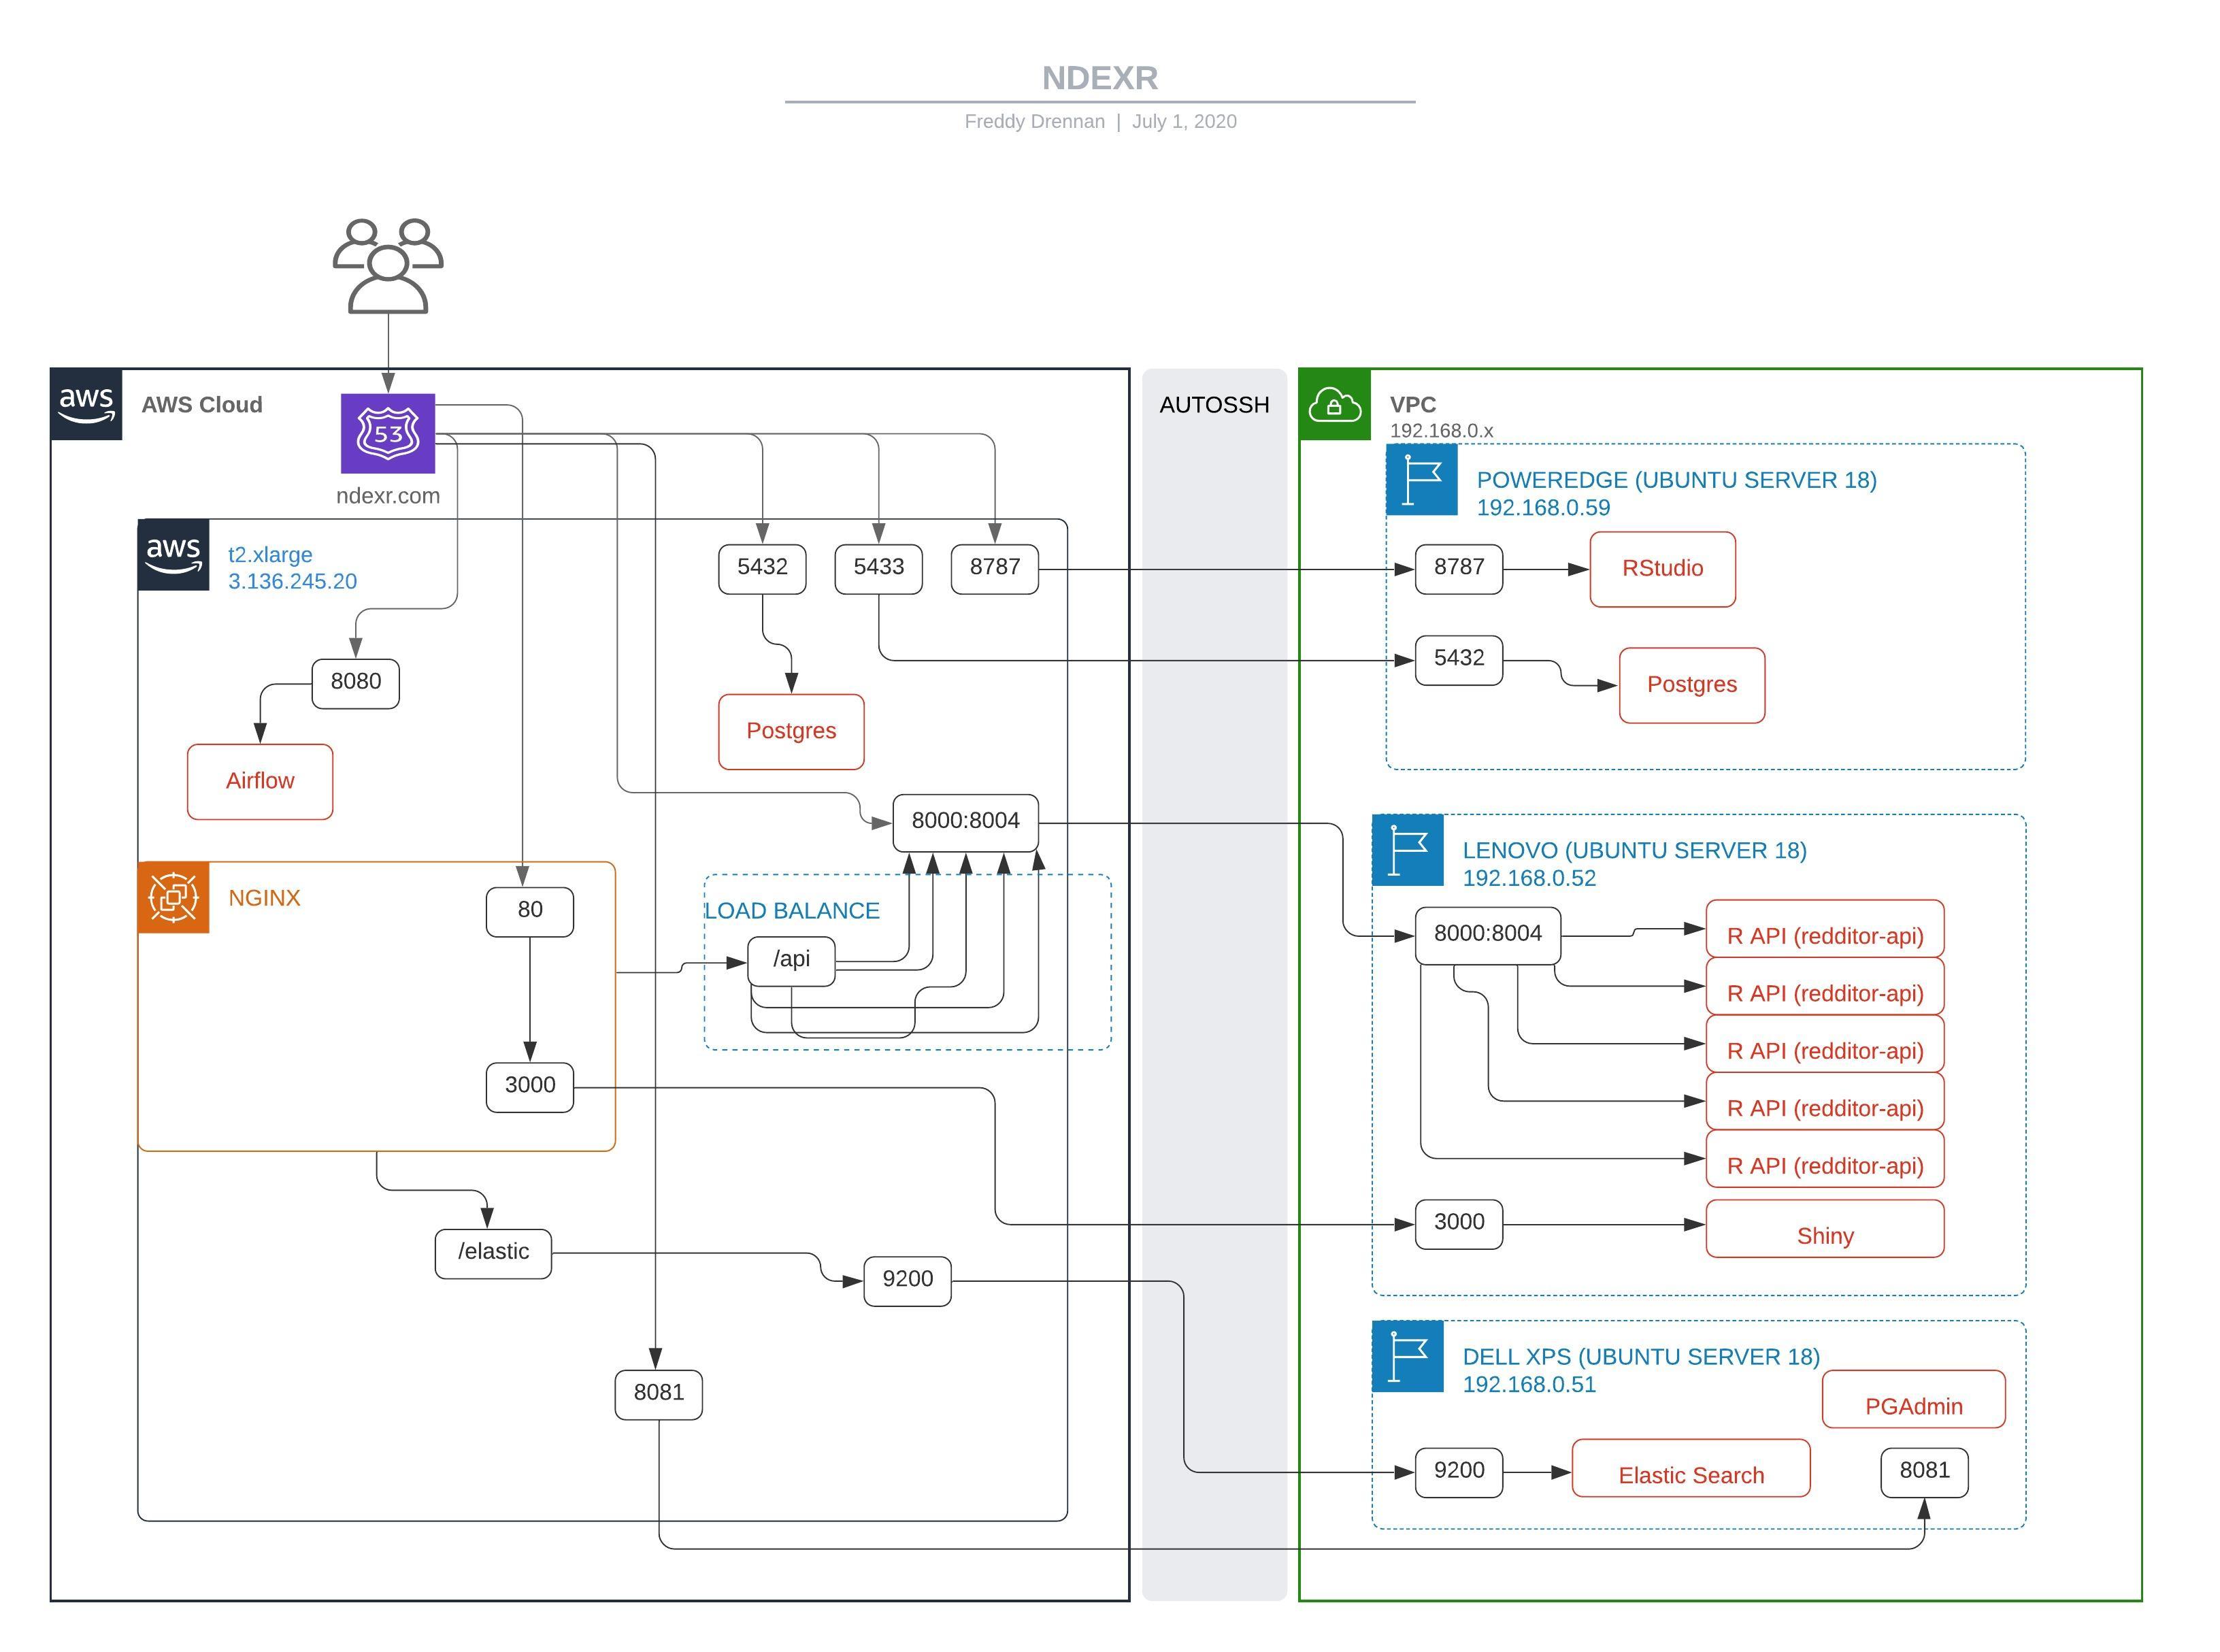 NDEXR
Freddy Drennan | July 1, 2020
aws
AWS Cloud
53
ndexr.com
AUTOSSH
VPC
192.168.0.x
aws
t2.xlarge
3.136.245.20
5432
5433
8787
8080
Airflow
Postgres
8000:8004
NGINX
80
3000
LOAD BALANCE
/api
/elastic
9200
8081
POWEREDGE (UBUNTU SERVER 18)
192.168.0.59
8787
RStudio
5432
Postgres
LENOVO (UBUNTU SERVER 18)
192.168.0.52
8000:8004
R API (redditor-api)
R API (redditor-api)
R API (redditor-api)
R API (redditor-api)
R API (redditor-api)
3000
Shiny
DELL XPS (UBUNTU SERVER 18)
192.168.0.51
PGAdmin
9200
Elastic Search
8081